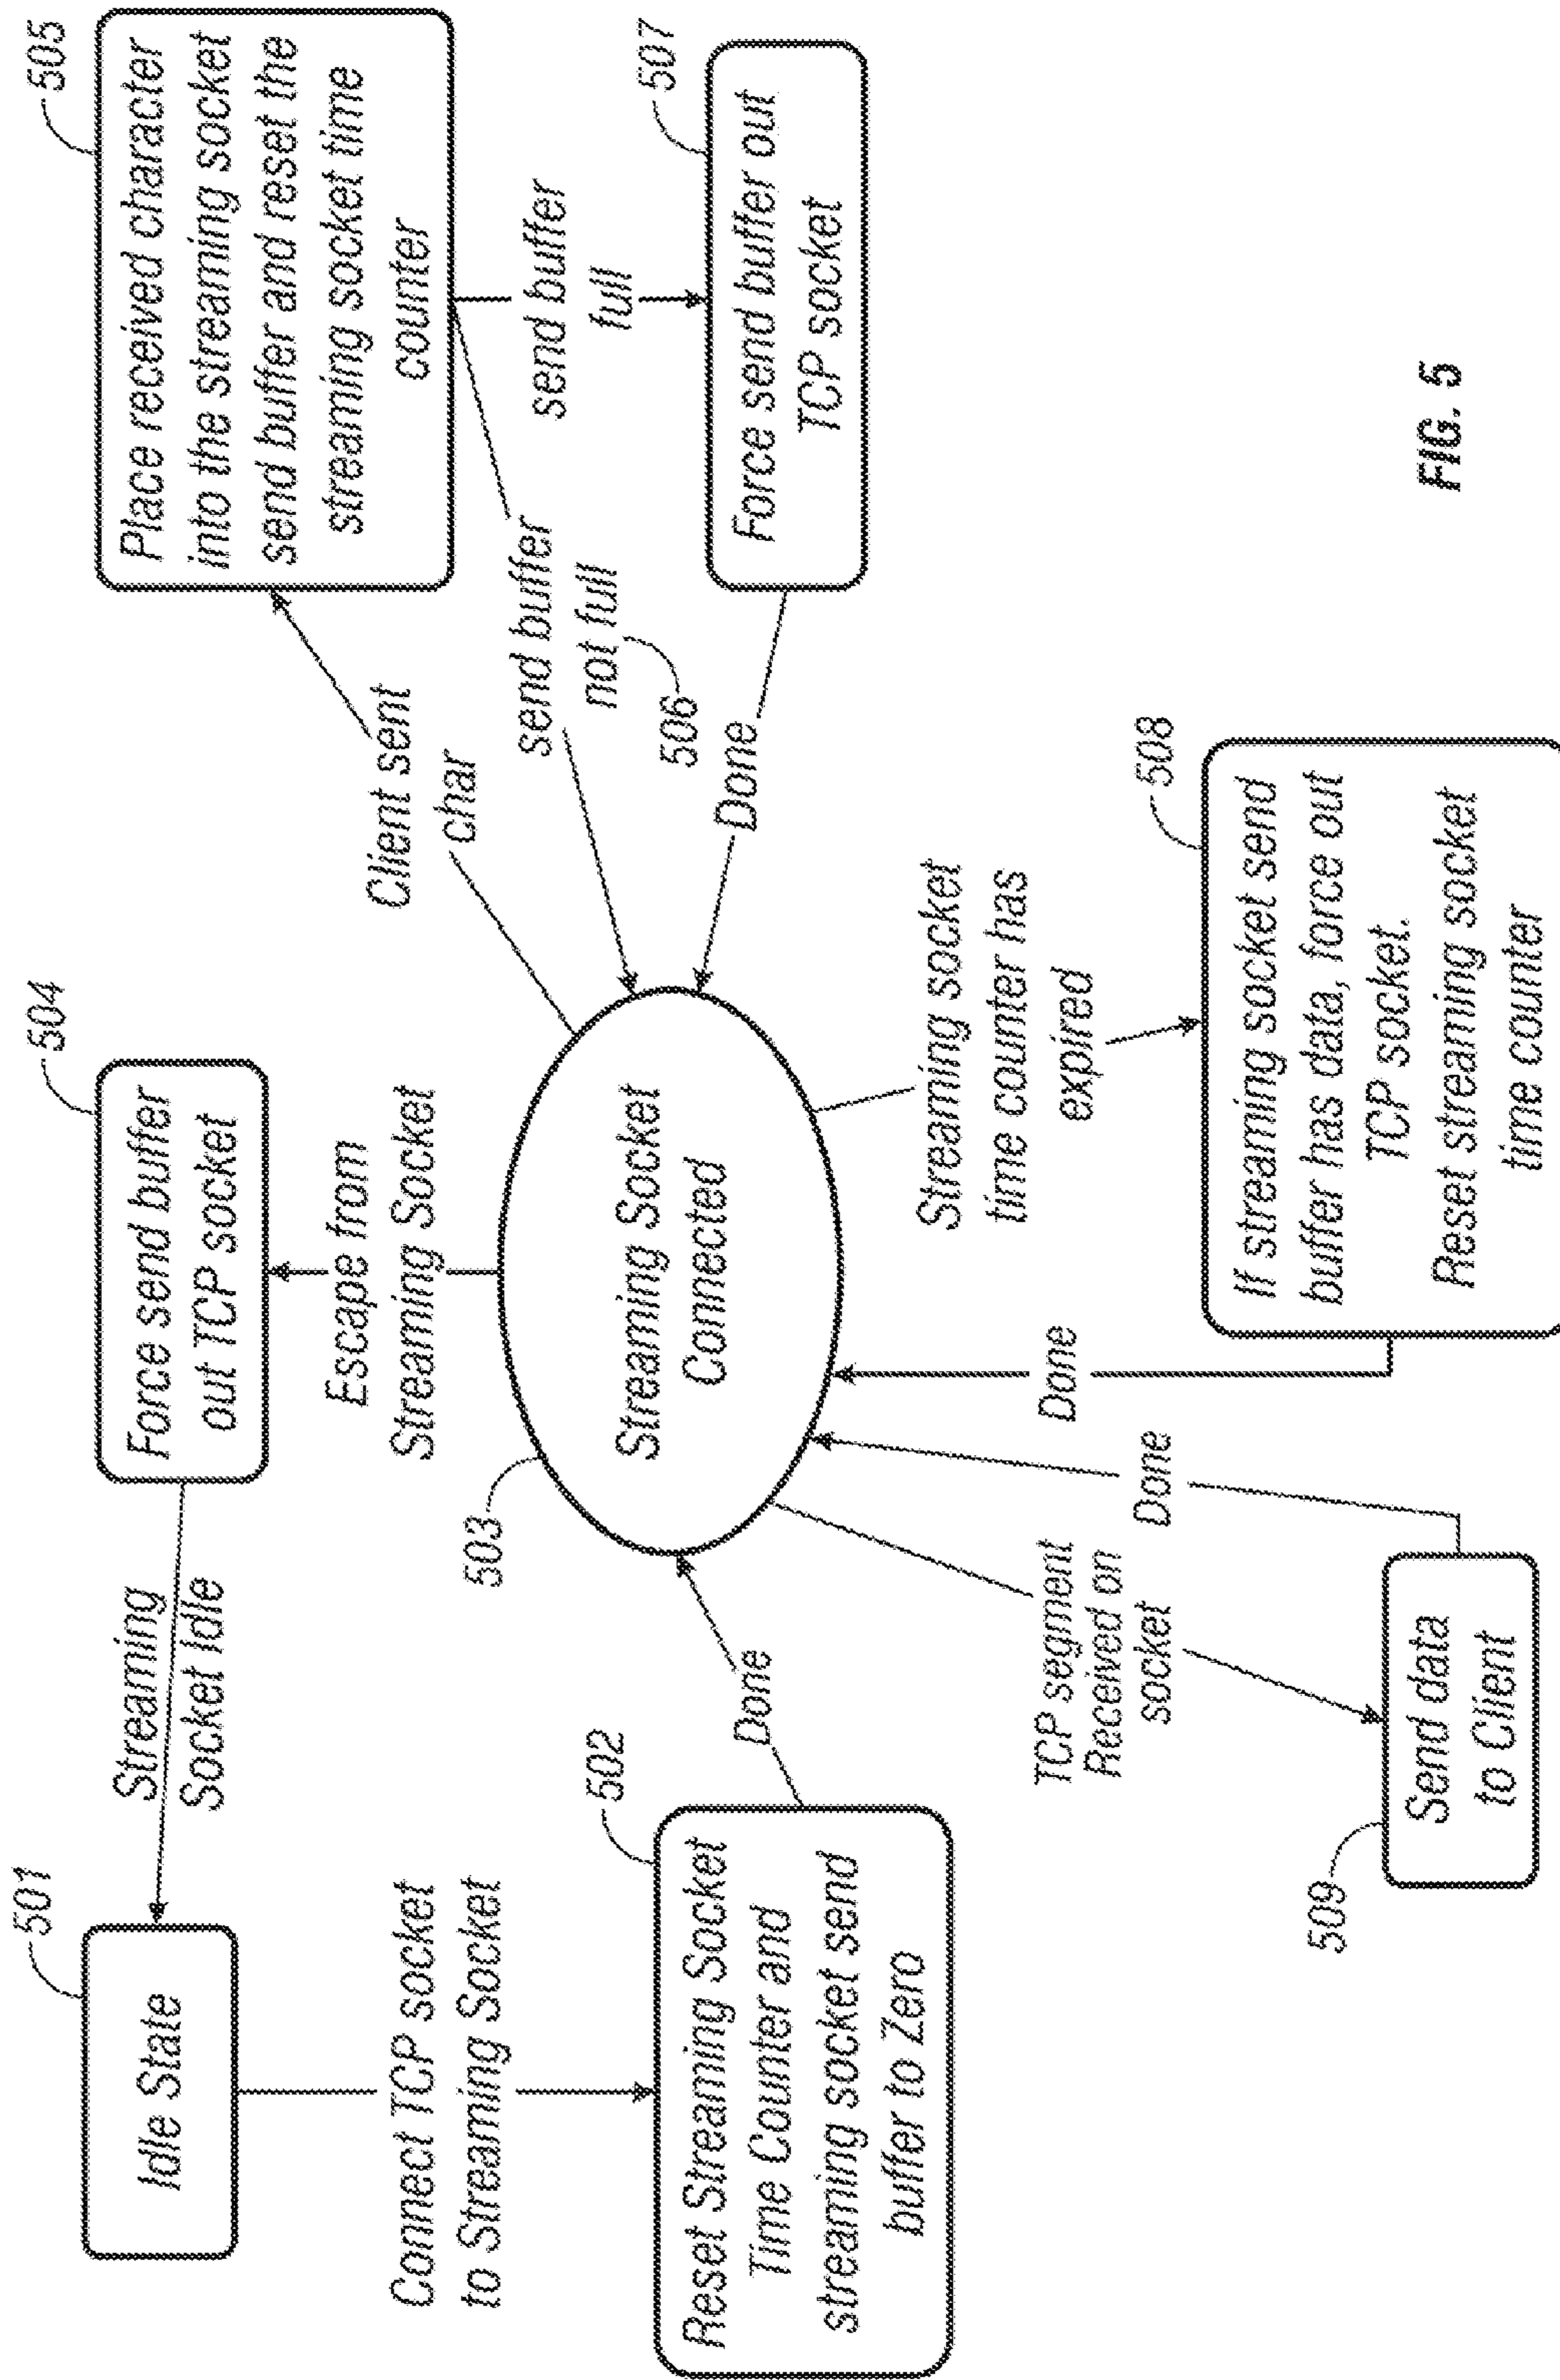 501
Idle State
Streaming
Socket Idle
504
Force send buffer
out TCP socket
505
Place received character
into the streaming socket
send buffer and reset the
streaming socket time
counter
Connect TCP socket
to Streaming Socket
Escape from
Streaming Socket
Client sent
char
send buffer
not full
506
send buffer
full
502
Reset Streaming Socket
Time Counter and
streaming socket send
buffer to Zero
Done
503
Streaming Socket
Connected
Done
507
Force send buffer out
TCP socket
TCP segment
Received on
socket
Done
Done
Streaming socket
time counter has
expired
508
If streaming socket send
buffer has data, force out
TCP socket.
Reset streaming socket
time counter
509
Send data
to Client
FIG. 5